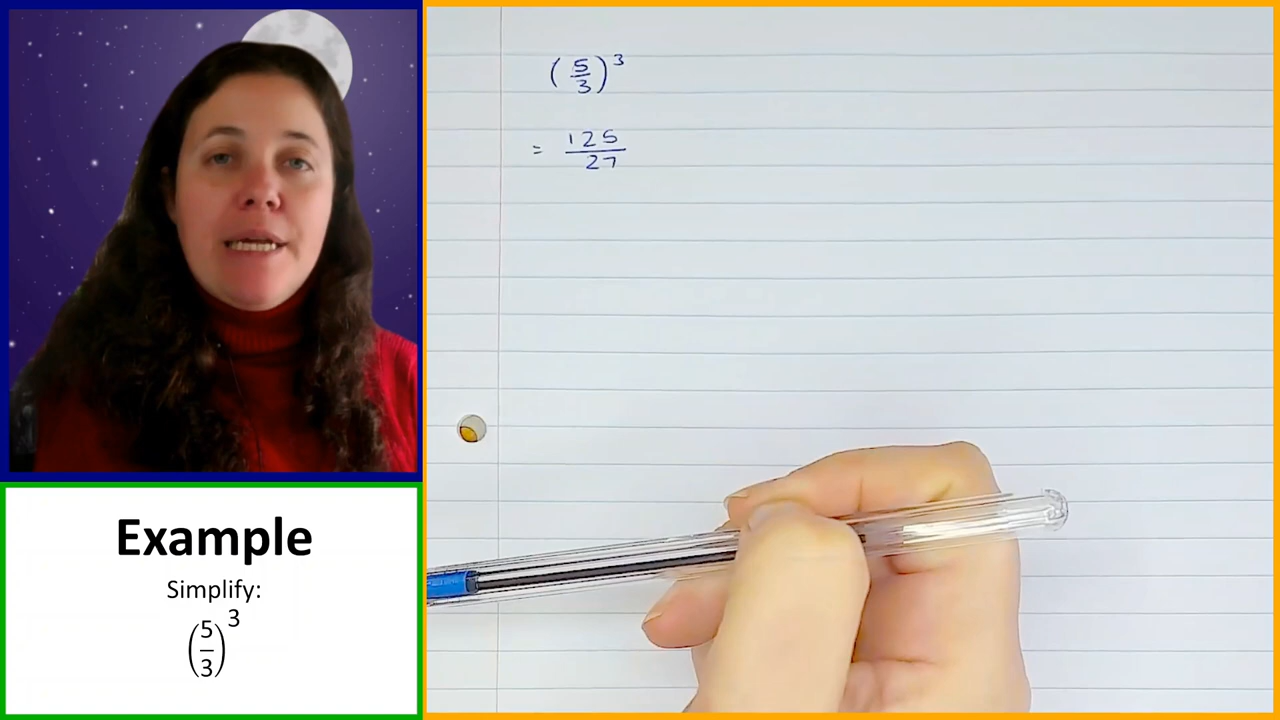 Example
Simplify:
(5/3)^3
(5/3)^3
= 125/27